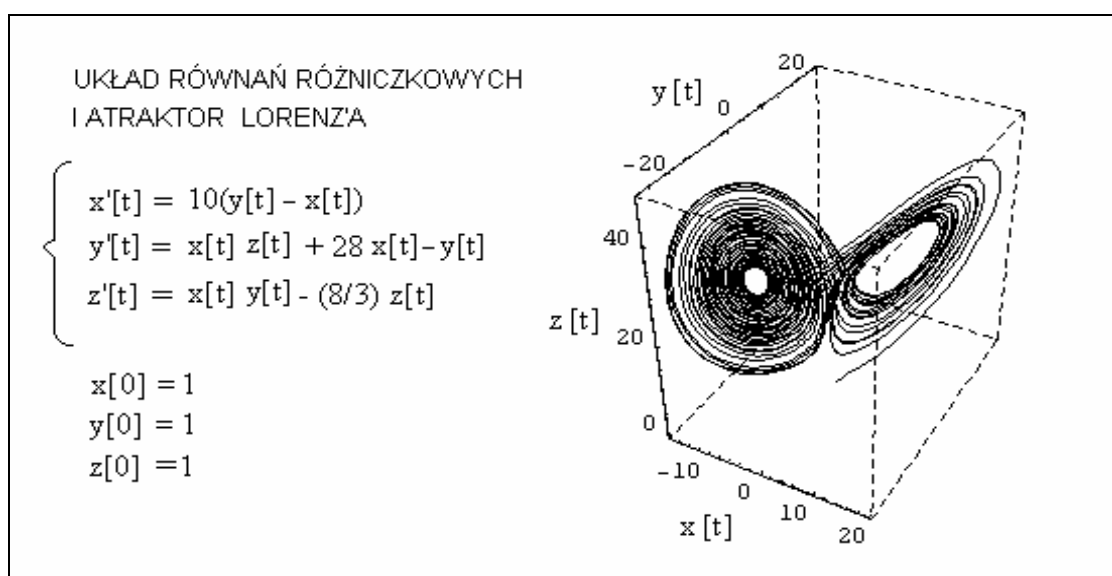 UKŁAD RÓWNAŃ RÓŻNICZKOWYCH
I ATRAKTOR LORENZ'A
x'[t] = 10(y[t] - x[t])
y'[t] = x[t] z[t] + 28 x[t] - y[t]
z'[t] = x[t] y[t] - (8/3) z[t]
x[0] = 1
y[0] = 1
z[0] = 1
20
y[t]
0
-20
40
z [t]
20
0
-10
0
10
20
x [t]